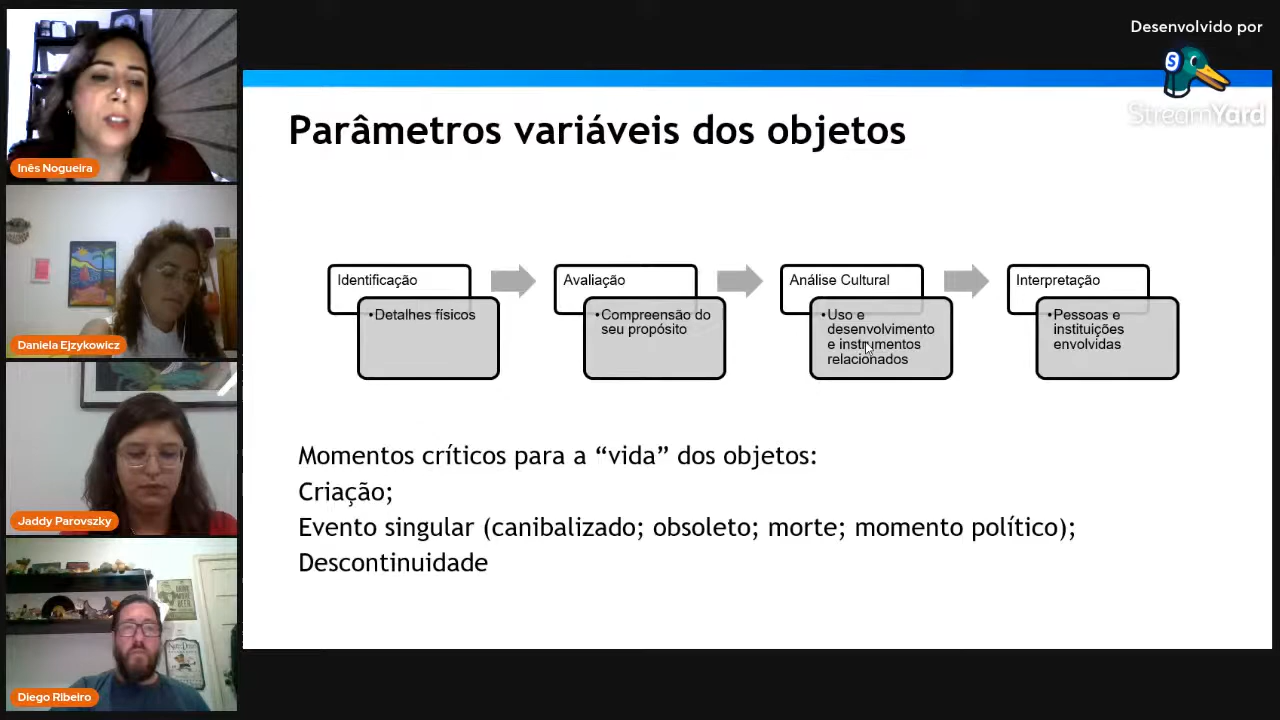 Desenvolvido por
StreamYard
Parâmetros variáveis dos objetos
Identificação
•Detalhes físicos
Avaliação
•Compreensão do
seu propósito
Análise Cultural
•Uso e
desenvolvimento
e instrumentos
relacionados
Interpretação
•Pessoas e
instituições
envolvidas
Momentos críticos para a “vida” dos objetos:
Criação;
Evento singular (canibalizado; obsoleto; morte; momento político);
Descontinuidade
Inês Nogueira
Daniela Ejzykowicz
Jaddy Parovszky
Diego Ribeiro